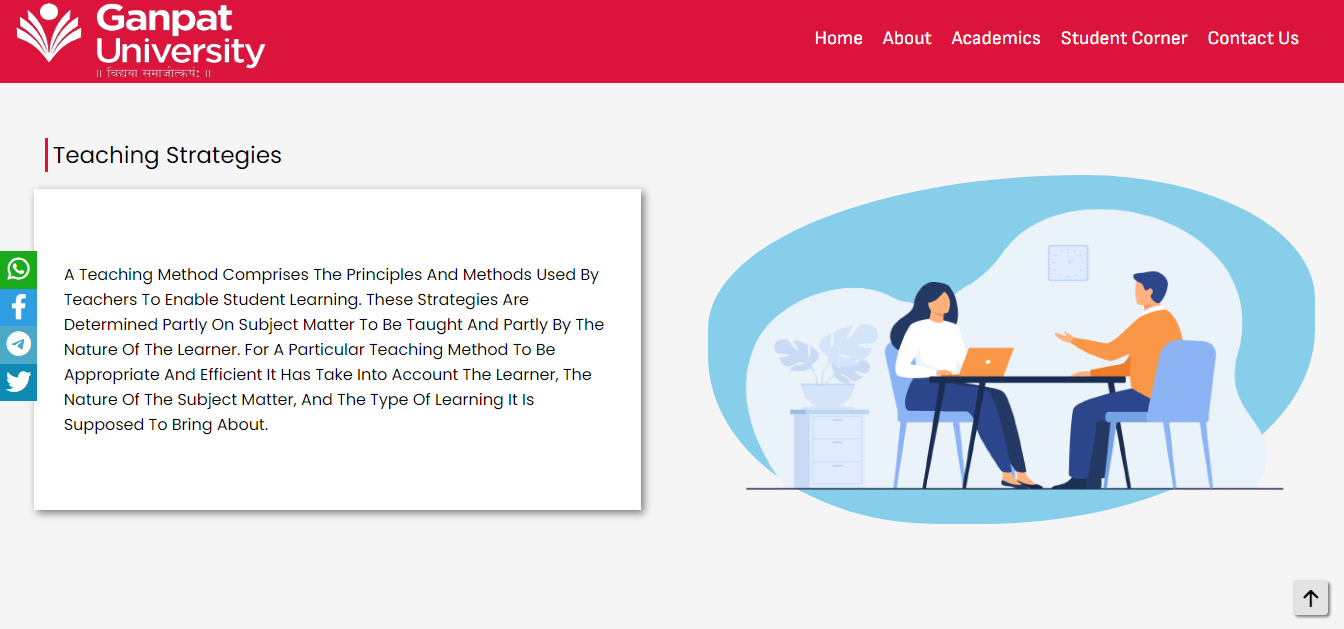 Ganpat
University
॥ विद्यया समाजोत्कर्षः ॥
Home About Academics Student Corner Contact Us
Teaching Strategies
A Teaching Method Comprises The Principles And Methods Used By
Teachers To Enable Student Learning. These Strategies Are
Determined Partly On Subject Matter To Be Taught And Partly By The
Nature Of The Learner. For A Particular Teaching Method To Be
Appropriate And Efficient It Has Take Into Account The Learner, The
Nature Of The Subject Matter, And The Type Of Learning It Is
Supposed To Bring About.